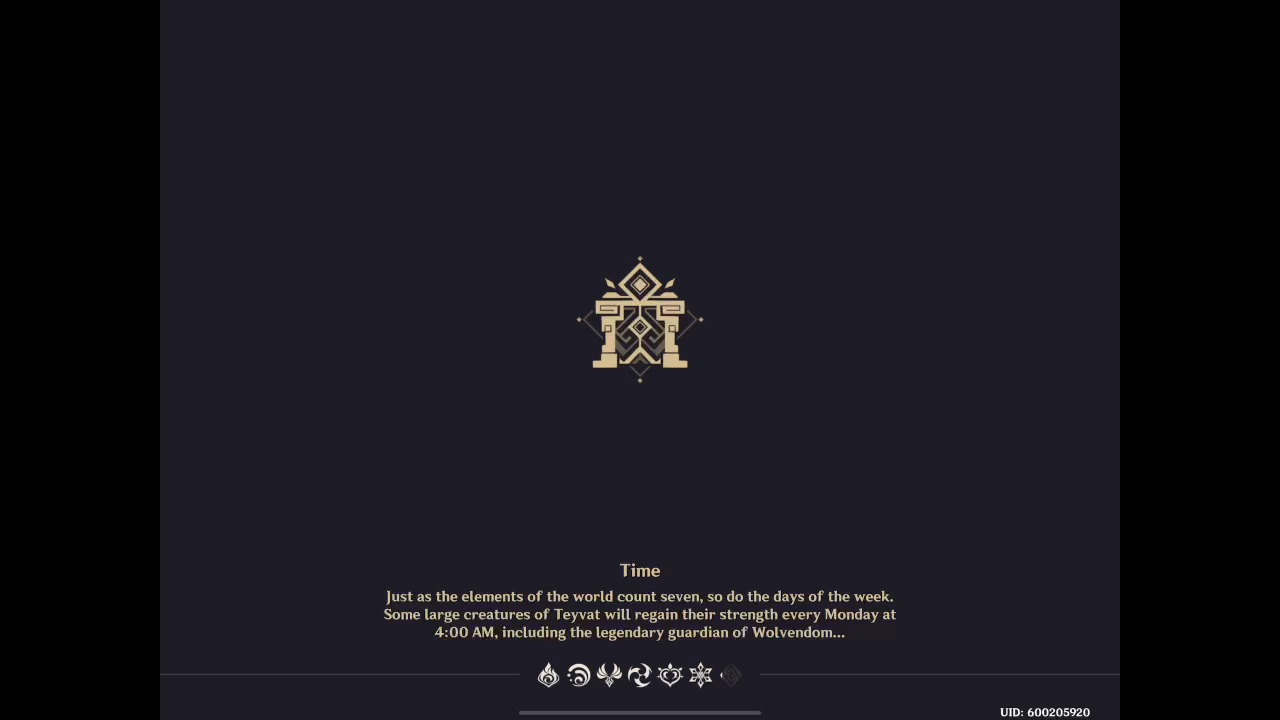 Time
Just as the elements of the world count seven, so do the days of the week.
Some large creatures of Teyvat will regain their strength every Monday at
4:00 AM, including the legendary guardian of Wolvendom...
UID: 600205920